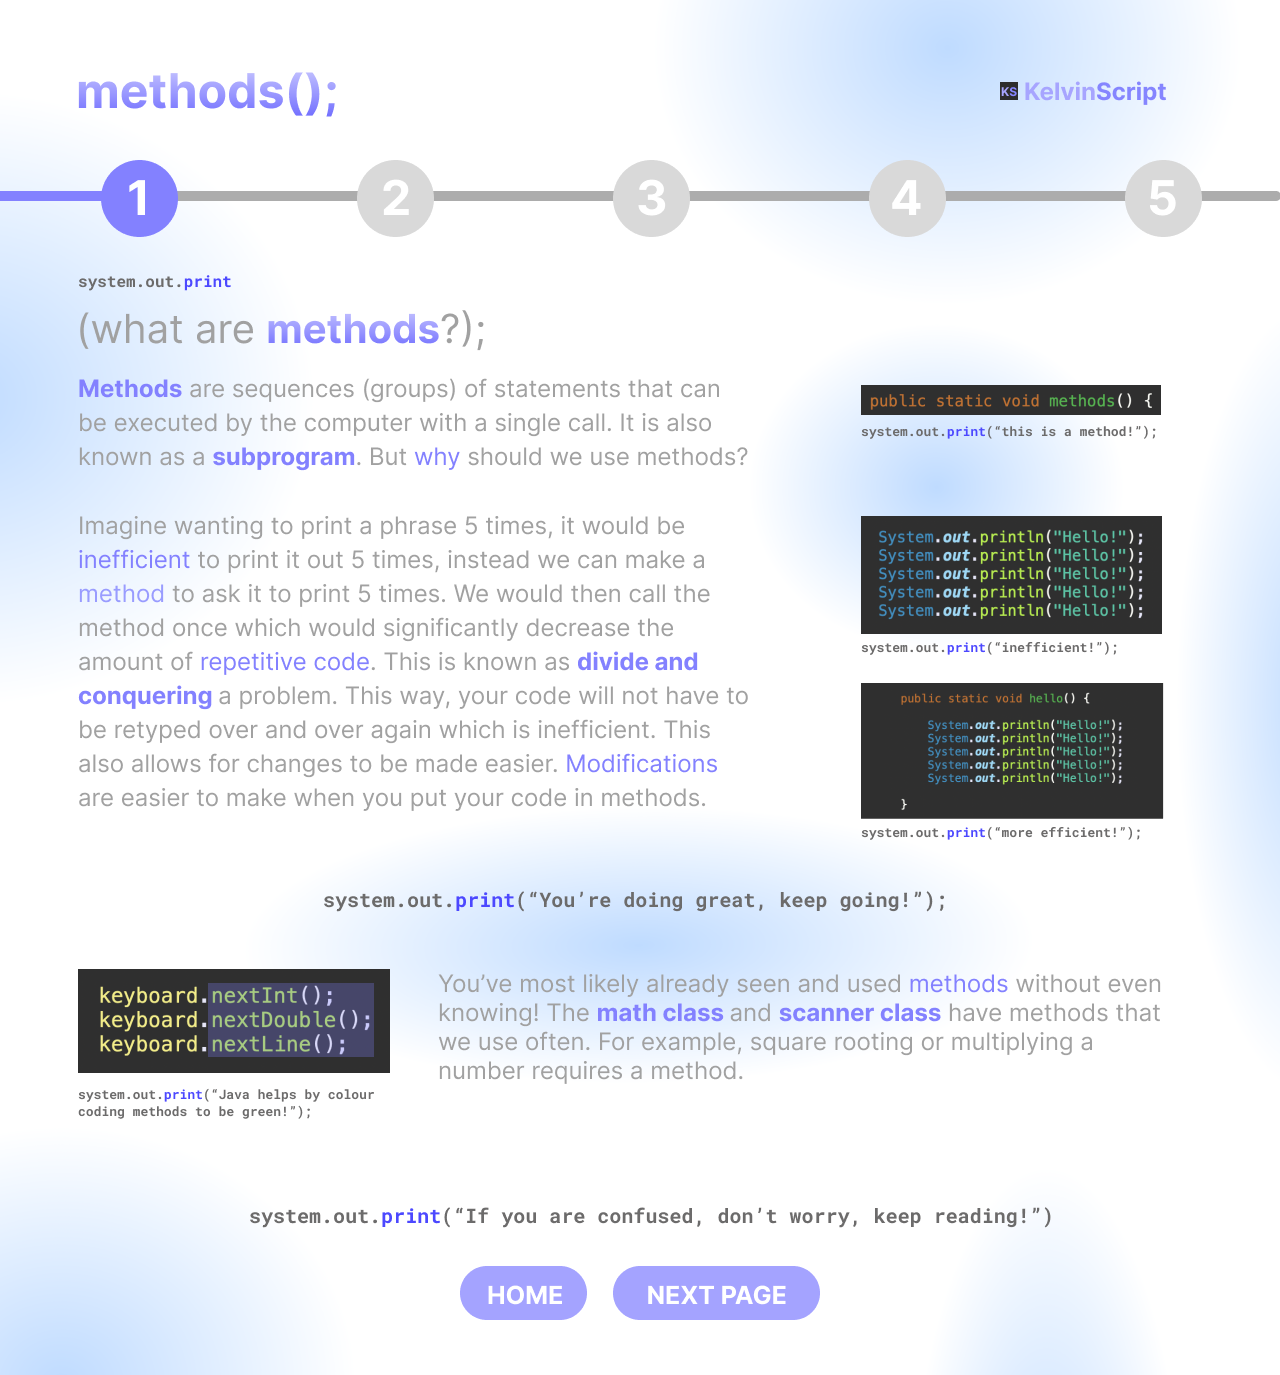 methods();
KS KelvinScript
1 2 3 4 5
system.out.print
(what are methods?);
Methods are sequences (groups) of statements that can
be executed by the computer with a single call. It is also
known as a subprogram. But why should we use methods?
Imagine wanting to print a phrase 5 times, it would be
inefficient to print it out 5 times, instead we can make a
method to ask it to print 5 times. We would then call the
method once which would significantly decrease the
amount of repetitive code. This is known as divide and
conquering a problem. This way, your code will not have to
be retyped over and over again which is inefficient. This
also allows for changes to be made easier. Modifications
are easier to make when you put your code in methods.
public static void methods() {
system.out.print(“this is a method!”);
System.out.println("Hello!");
System.out.println("Hello!");
System.out.println("Hello!");
System.out.println("Hello!");
System.out.println("Hello!");
system.out.print(“inefficient!”);
public static void hello() {
System.out.println("Hello!");
System.out.println("Hello!");
System.out.println("Hello!");
System.out.println("Hello!");
System.out.println("Hello!");
}
system.out.print(“more efficient!”);
system.out.print(“You’re doing great, keep going!”);
keyboard.nextInt();
keyboard.nextDouble();
keyboard.nextLine();
system.out.print(“Java helps by colour
coding methods to be green!”);
You’ve most likely already seen and used methods without even
knowing! The math class and scanner class have methods that
we use often. For example, square rooting or multiplying a
number requires a method.
system.out.print(“If you are confused, don’t worry, keep reading!”)
HOME
NEXT PAGE